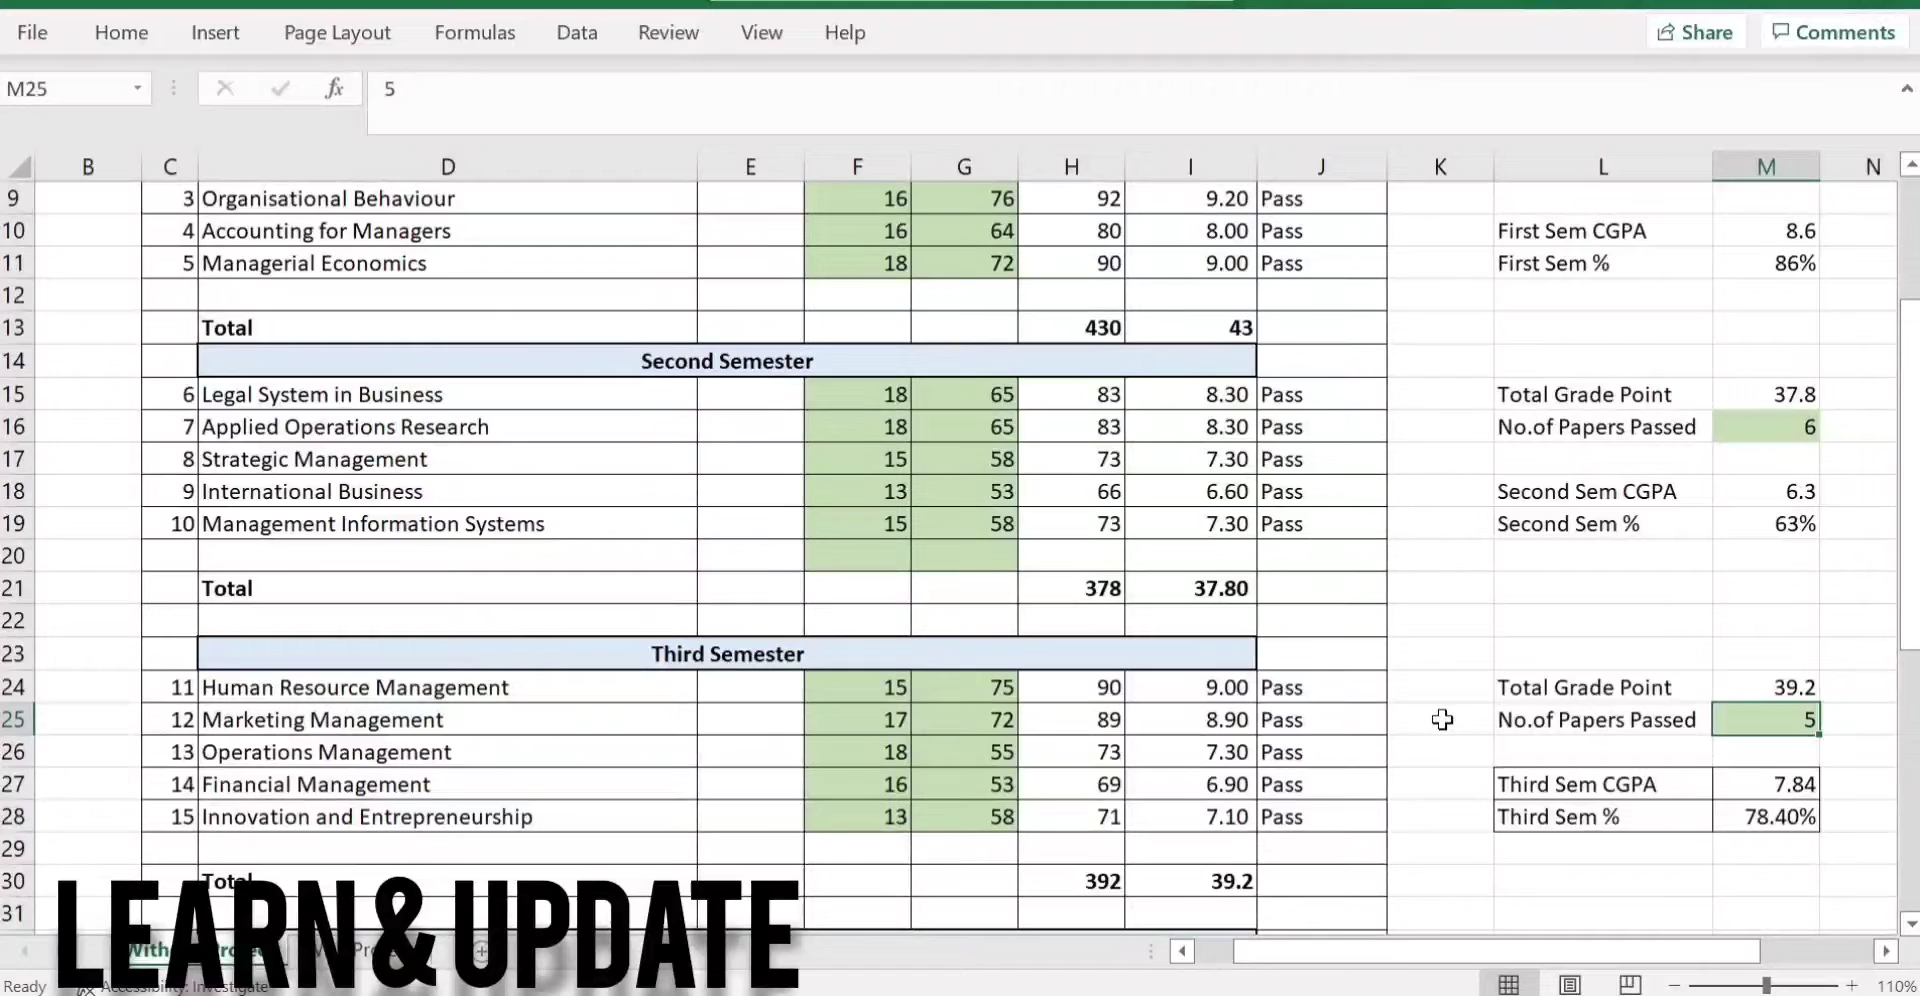 File Home Insert Page Layout Formulas Data Review View Help Share Comments
M25 fx 5
B C D E F G H I J K L M N
9 3 Organisational Behaviour 16 76 92 9.20 Pass
10 4 Accounting for Managers 16 64 80 8.00 Pass First Sem CGPA 8.6
11 5 Managerial Economics 18 72 90 9.00 Pass First Sem % 86%
12
13 Total 430 43
14 Second Semester
15 6 Legal System in Business 18 65 83 8.30 Pass Total Grade Point 37.8
16 7 Applied Operations Research 18 65 83 8.30 Pass No.of Papers Passed 6
17 8 Strategic Management 15 58 73 7.30 Pass
18 9 International Business 13 53 66 6.60 Pass Second Sem CGPA 6.3
19 10 Management Information Systems 15 58 73 7.30 Pass Second Sem % 63%
20
21 Total 378 37.80
22
23 Third Semester
24 11 Human Resource Management 15 75 90 9.00 Pass Total Grade Point 39.2
25 12 Marketing Management 17 72 89 8.90 Pass No.of Papers Passed 5
26 13 Operations Management 18 55 73 7.30 Pass
27 14 Financial Management 16 53 69 6.90 Pass Third Sem CGPA 7.84
28 15 Innovation and Entrepreneurship 13 58 71 7.10 Pass Third Sem % 78.40%
29
30 Total 392 39.2
31
LEARN & UPDATE
Ready Accessibility: Investigate 110%